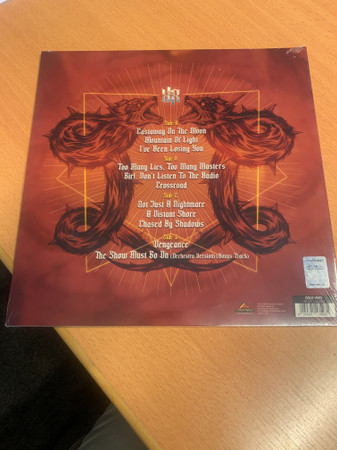 Side A
Castaway On The Moon
Mountain Of Light
I've Been Losing You
Side B
Too Many Lies, Too Many Masters
Girl, Don't Listen To The Radio
Crossroad
Side C
Not Just A Nightmare
A Distant Shore
Chased By Shadows
Side D
Vengeance
The Show Must Go On (Orchestra Version) (Bonus Track)